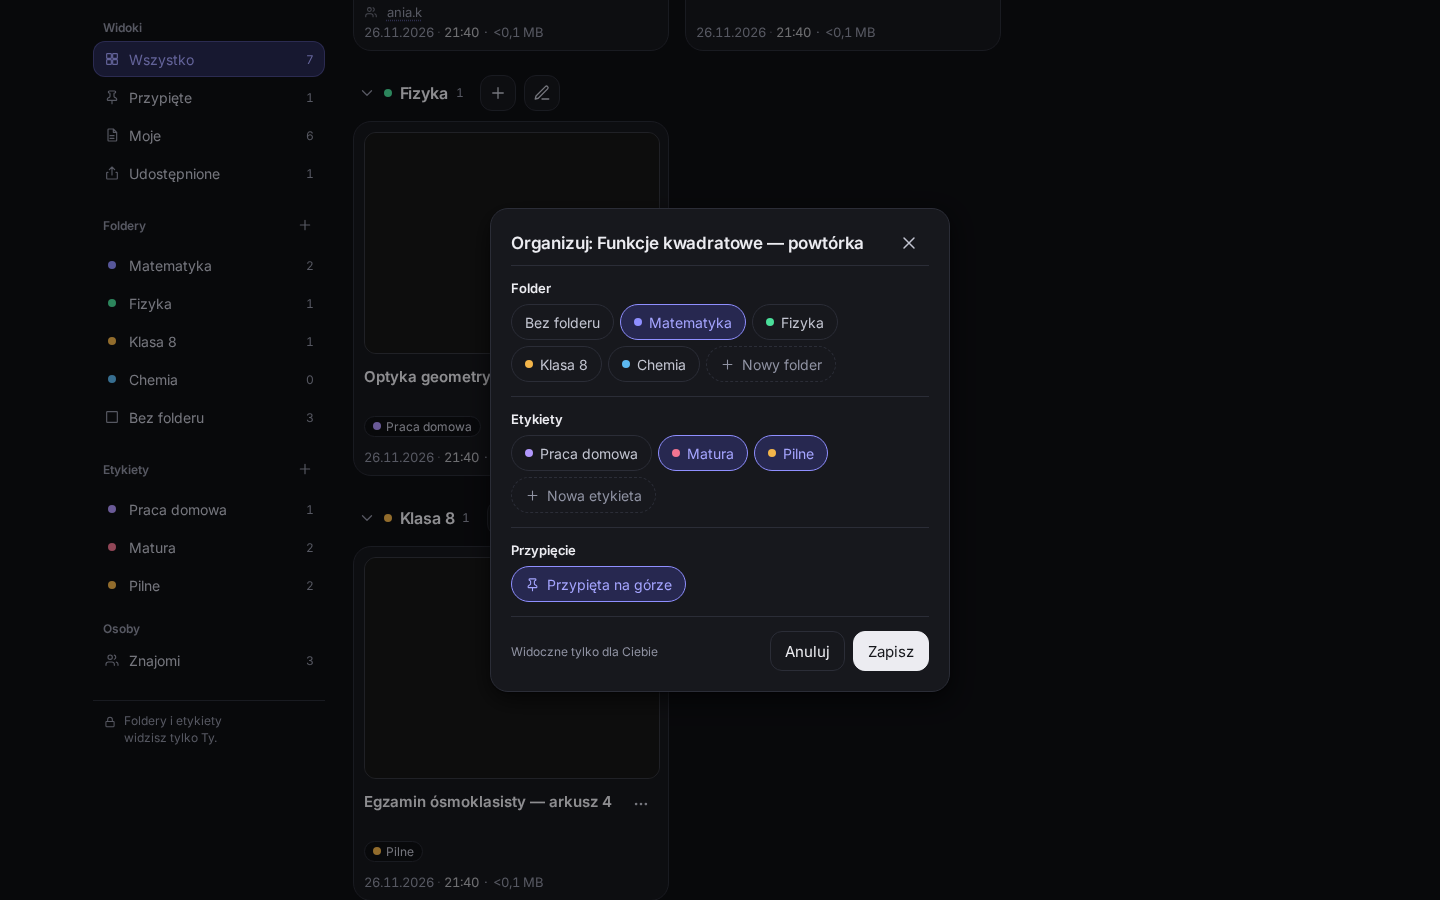 Widoki
Wszystko 7
Przypięte 1
Moje 6
Udostępnione 1
Foldery
Matematyka 2
Fizyka 1
Klasa 8 1
Chemia 0
Bez folderu 3
Etykiety
Praca domowa 1
Matura 2
Pilne 2
Osoby
Znajomi 3
Foldery i etykiety
widzisz tylko Ty.
ania.k
26.11.2026 · 21:40 · <0,1 MB
26.11.2026 · 21:40 · <0,1 MB
Fizyka 1
Optyka geometry
Praca domowa
26.11.2026 · 21:40 ·
Klasa 8 1
Egzamin ósmoklasisty — arkusz 4
Pilne
26.11.2026 · 21:40 · <0,1 MB
Organizuj: Funkcje kwadratowe — powtórka
Folder
Bez folderu Matematyka Fizyka
Klasa 8 Chemia Nowy folder
Etykiety
Praca domowa Matura Pilne
Nowa etykieta
Przypięcie
Przypięta na górze
Widoczne tylko dla Ciebie Anuluj Zapisz